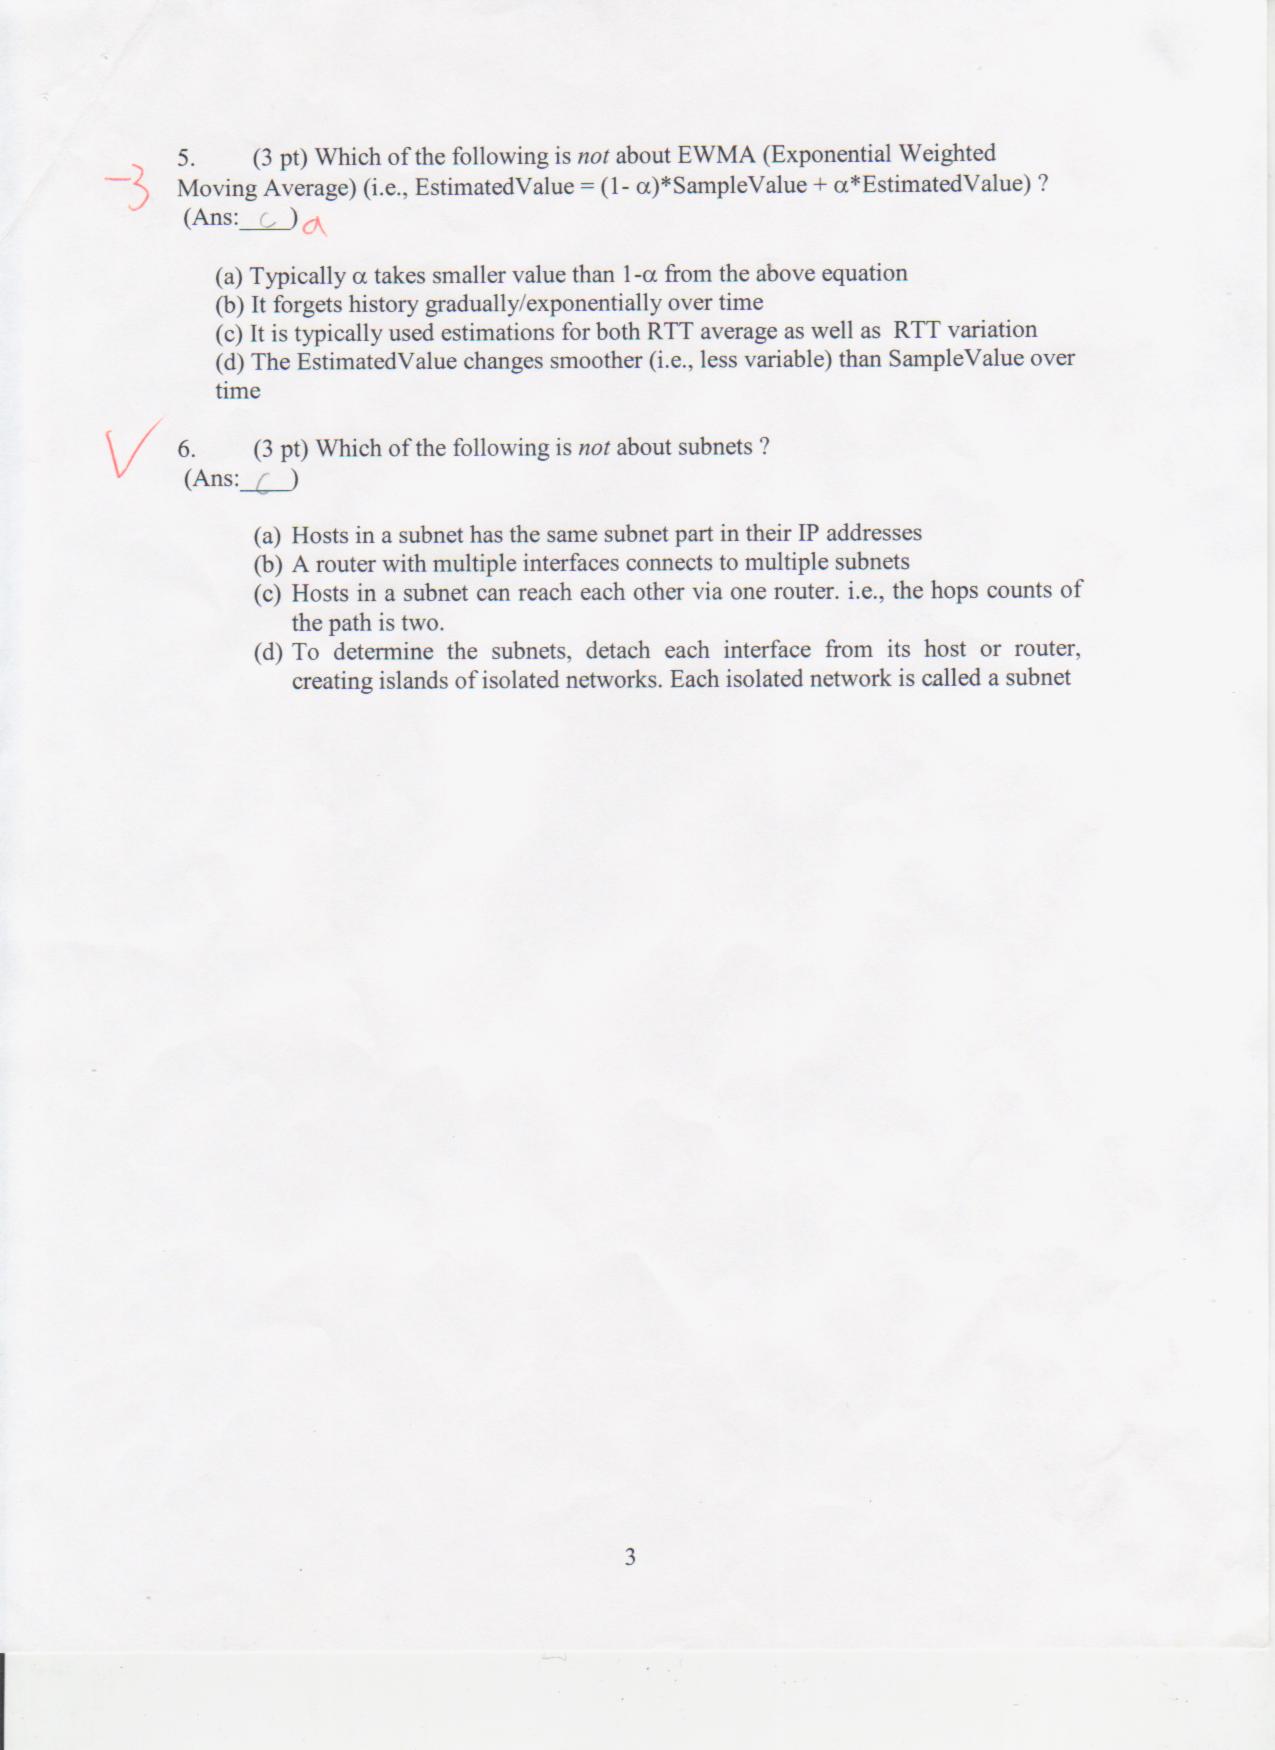 5. (3 pt) Which of the following is not about EWMA (Exponential Weighted
-3
Moving Average) (i.e., EstimatedValue = (1- α)*SampleValue + α*EstimatedValue) ?
(Ans: c ) a
(a) Typically α takes smaller value than 1-α from the above equation
(b) It forgets history gradually/exponentially over time
(c) It is typically used estimations for both RTT average as well as RTT variation
(d) The EstimatedValue changes smoother (i.e., less variable) than SampleValue over
time
6. (3 pt) Which of the following is not about subnets ?
(Ans: c )
(a) Hosts in a subnet has the same subnet part in their IP addresses
(b) A router with multiple interfaces connects to multiple subnets
(c) Hosts in a subnet can reach each other via one router. i.e., the hops counts of
the path is two.
(d) To determine the subnets, detach each interface from its host or router,
creating islands of isolated networks. Each isolated network is called a subnet
3